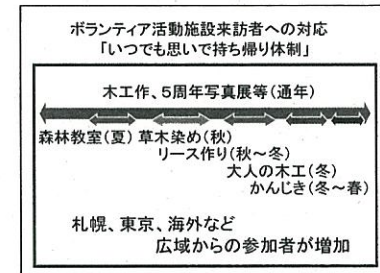 ボランティア活動施設来訪者への対応
「いつでも思いで持ち帰り体制」
木工作、5周年写真展等(通年)
森林教室(夏) 草木染め(秋)
リース作り(秋～冬)
大人の木工(冬)
かんじき(冬～春)
札幌、東京、海外など
広域からの参加者が増加